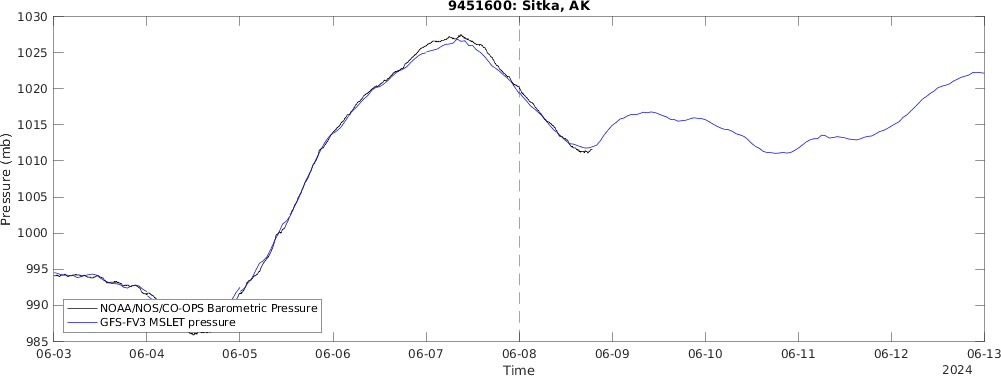 9451600: Sitka, AK
1030
1025
1020
1015
1010
1005
1000
995
990
985
Pressure (mb)
NOAA/NOS/CO-OPS Barometric Pressure
GFS-FV3 MSLET pressure
06-03 06-04 06-05 06-06 06-07 06-08 06-09 06-10 06-11 06-12 06-13
Time
2024